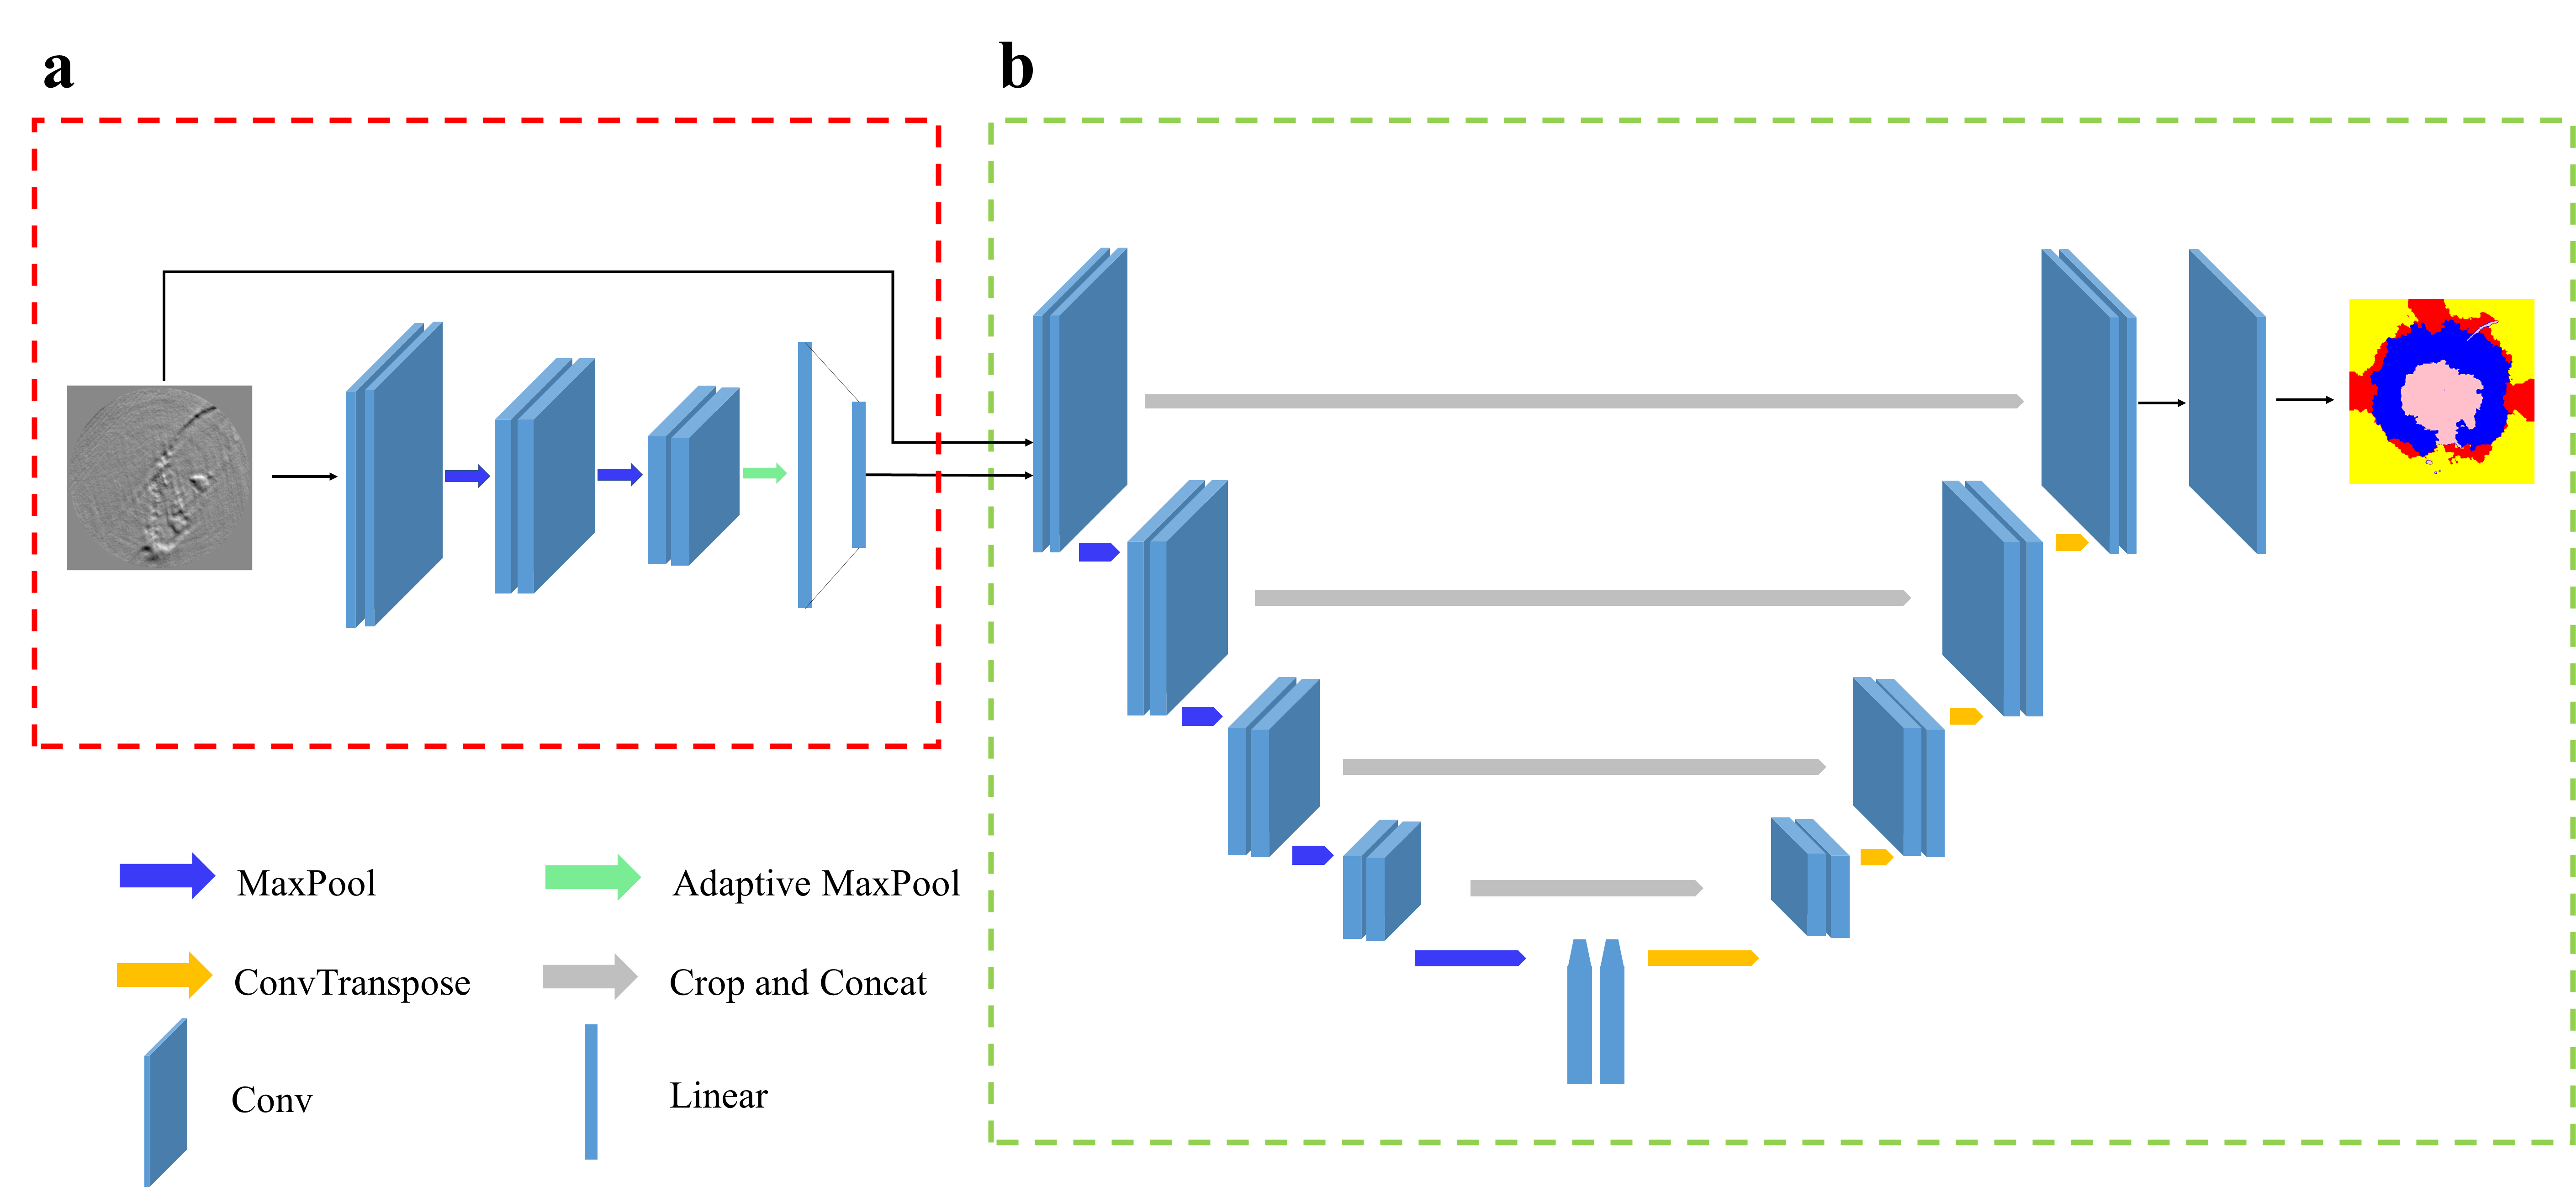 a
b
MaxPool
Adaptive MaxPool
ConvTranspose
Crop and Concat
Conv
Linear